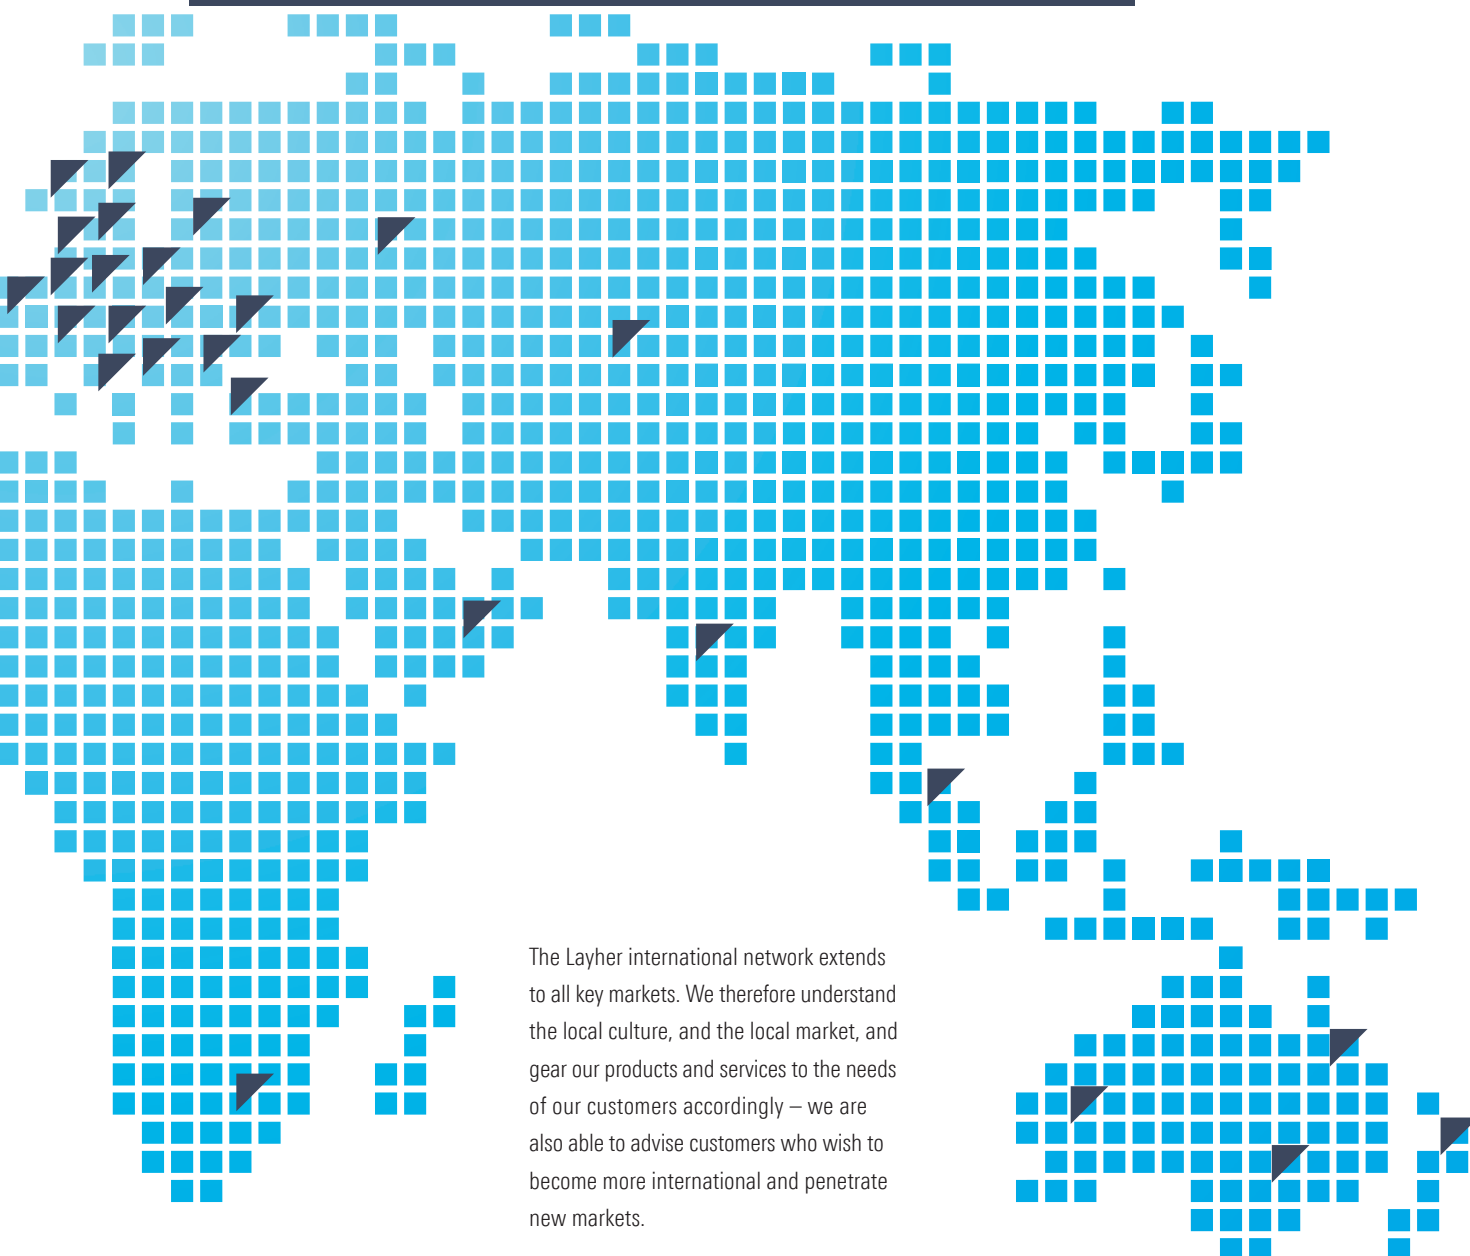 The Layher international network extends
to all key markets. We therefore understand
the local culture, and the local market, and
gear our products and services to the needs
of our customers accordingly – we are
also able to advise customers who wish to
become more international and penetrate
new markets.